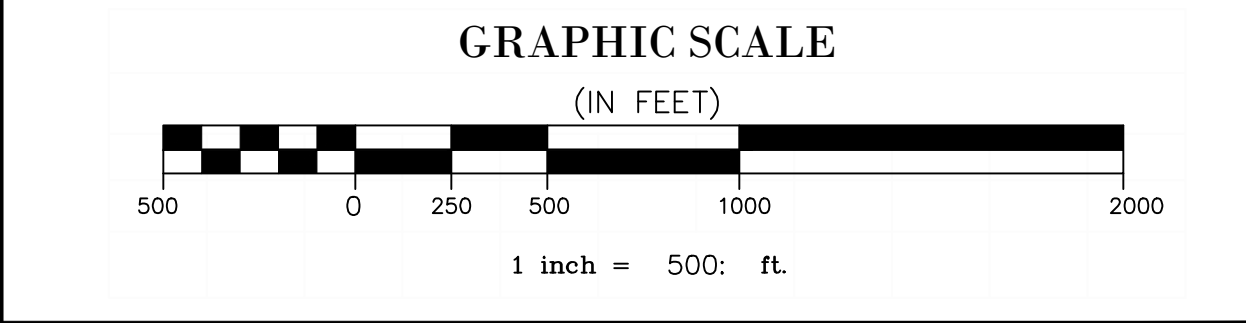 GRAPHIC SCALE
(IN FEET)
500 0 250 500 1000 2000
1 inch = 500: ft.